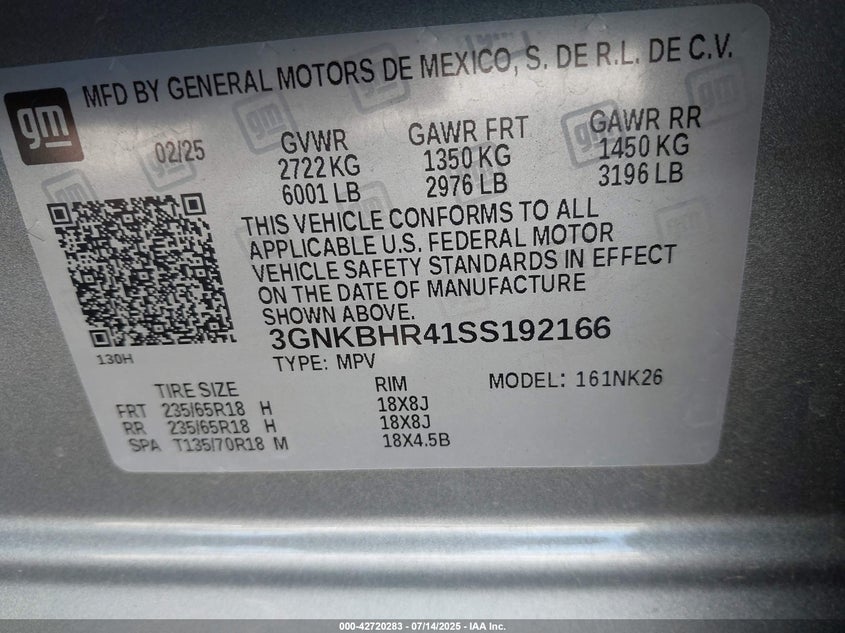 MFD BY GENERAL MOTORS DE MEXICO, S. DE R.L. DE C.V.
gm
02/25
GVWR
2722 KG
6001 LB
GAWR FRT
1350 KG
2976 LB
GAWR RR
1450 KG
3196 LB
THIS VEHICLE CONFORMS TO ALL
APPLICABLE U.S. FEDERAL MOTOR
VEHICLE SAFETY STANDARDS IN EFFECT
ON THE DATE OF MANUFACTURE
SHOWN ABOVE.
3GNKBHR41SS192166
130H
TYPE: MPV
MODEL: 161NK26
TIRE SIZE RIM
FRT 235/65R18 H 18X8J
RR 235/65R18 H 18X8J
SPA T135/70R18 M 18X4.5B
000-42720283 - 07/14/2025 - IAA Inc.